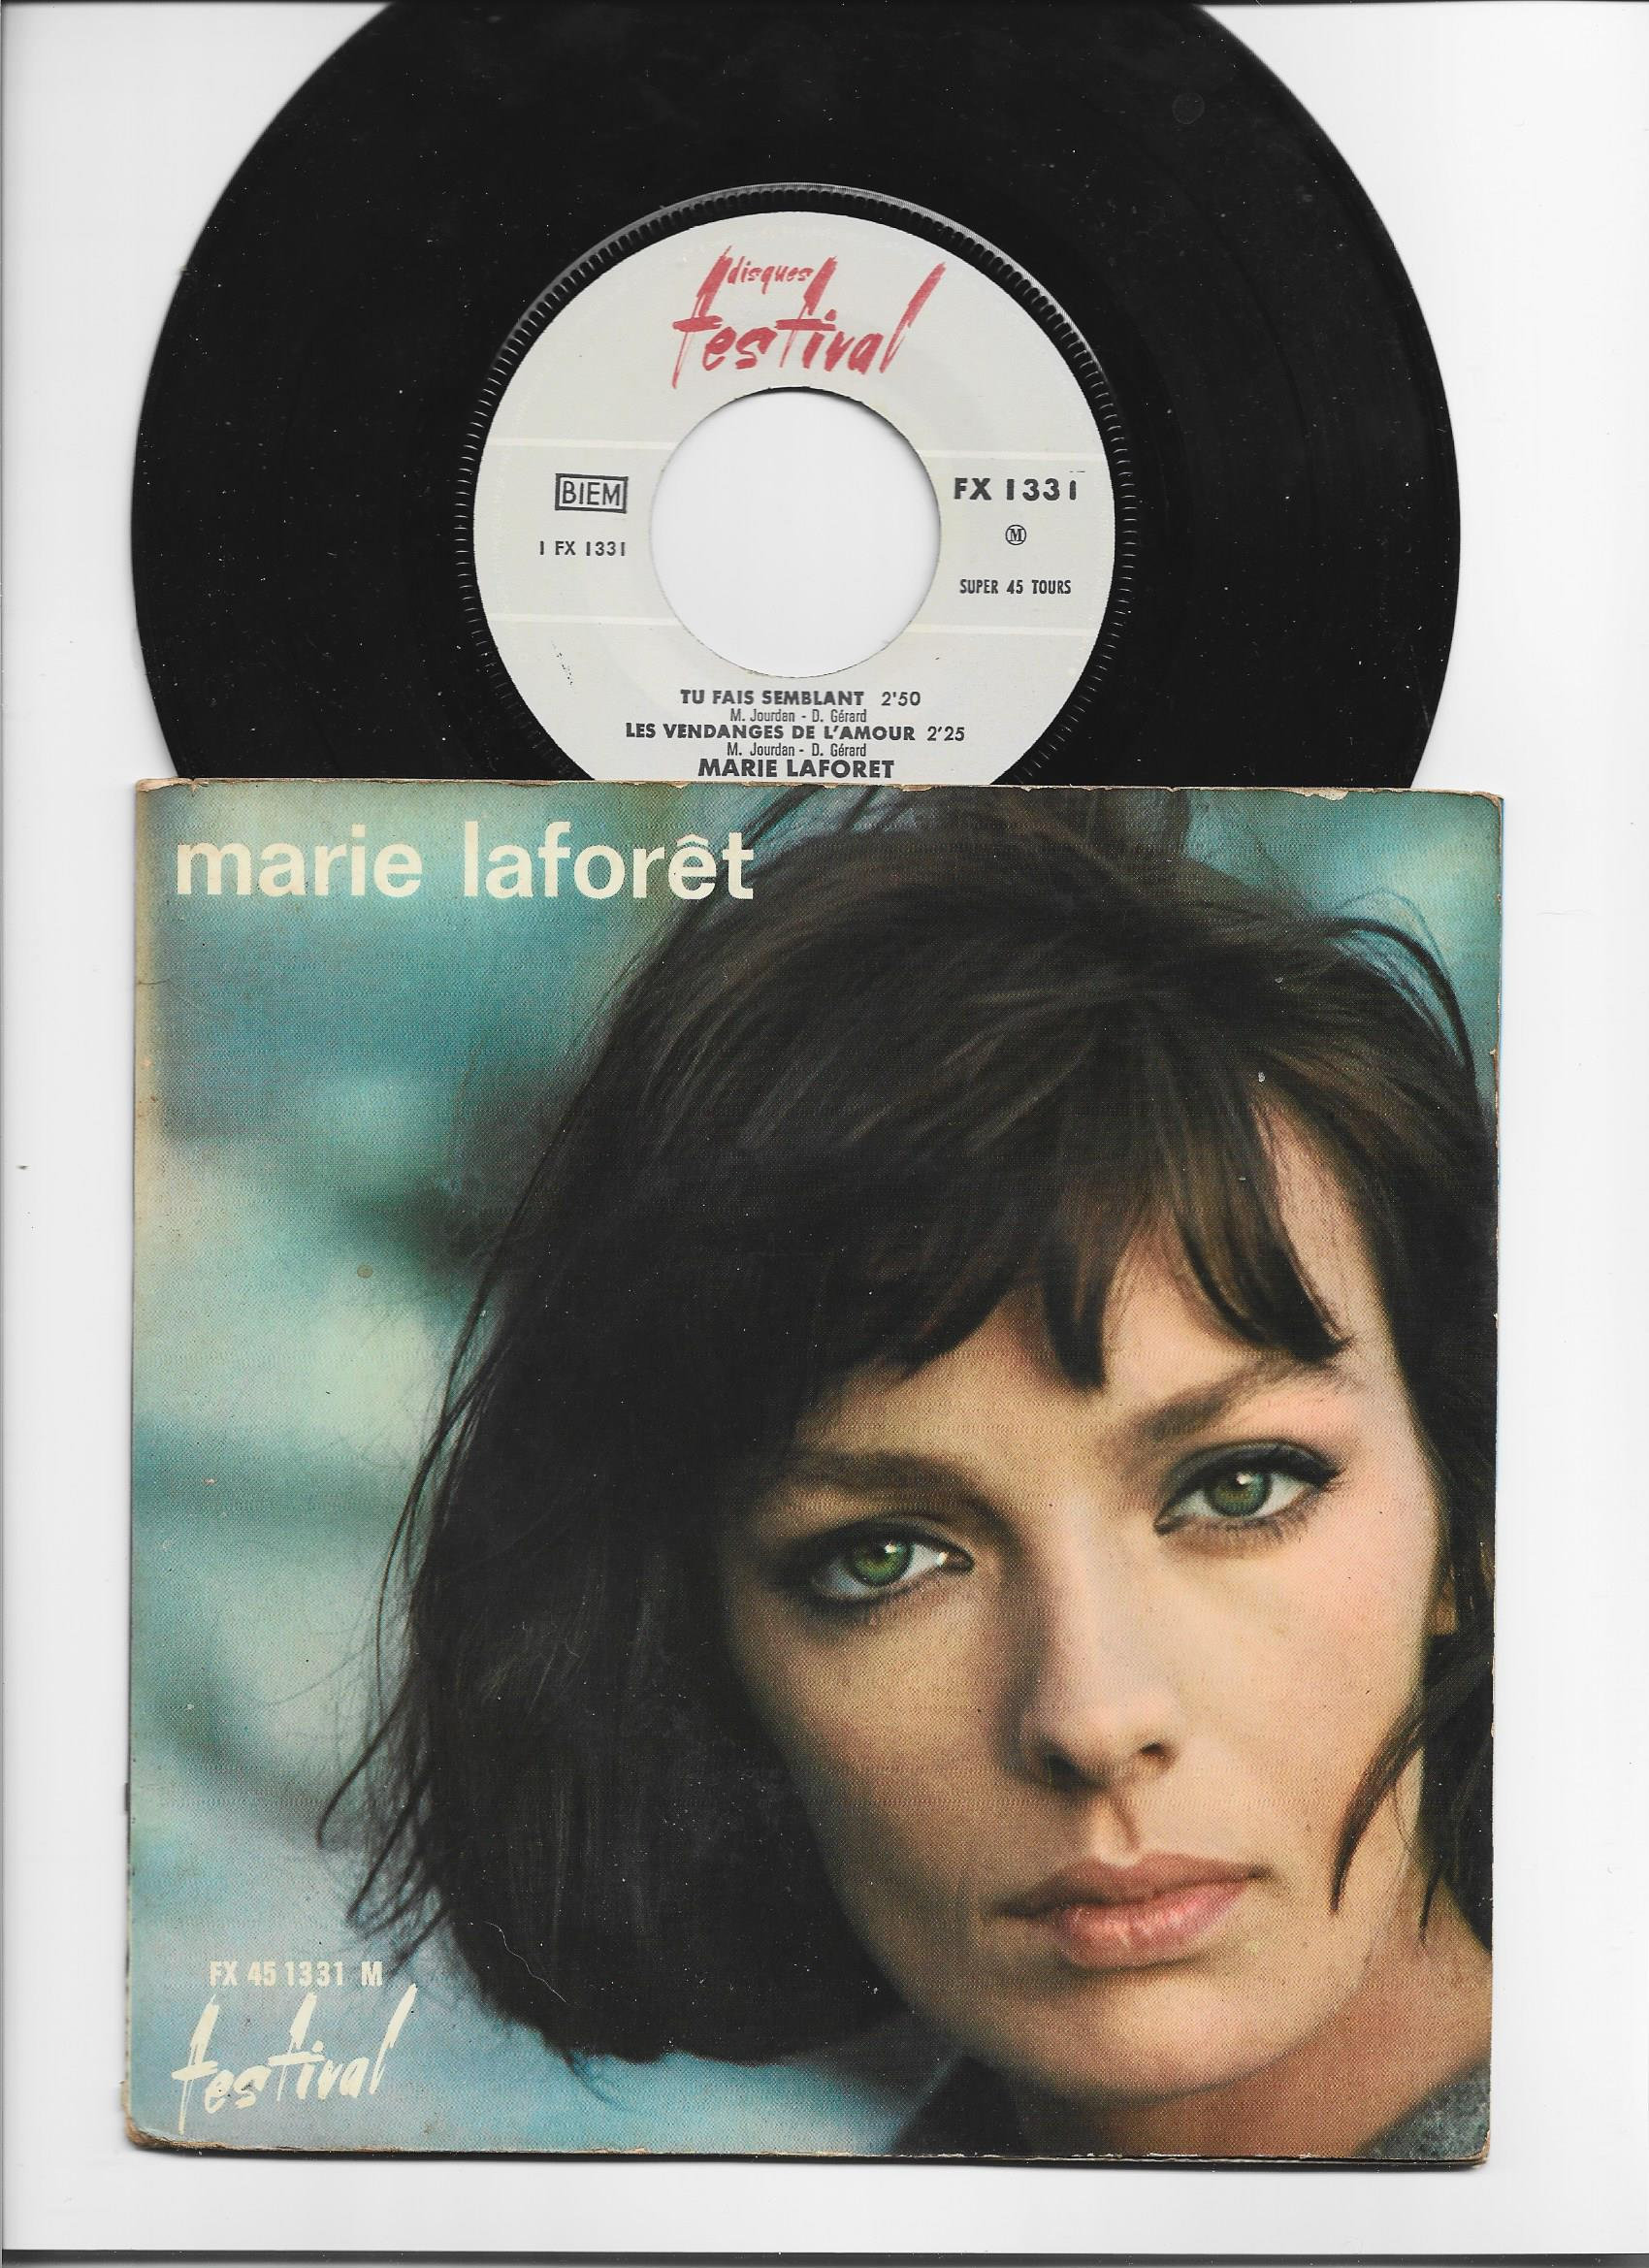 disques
festival
BIEM
FX 1331
1 FX 1331
M
SUPER 45 TOURS
TU FAIS SEMBLANT 2'50
M. Jourdan - D. Gérard
LES VENDANGES DE L'AMOUR 2'25
M. Jourdan - D. Gérard
MARIE LAFORET
marie laforêt
FX 45 1331 M
festival